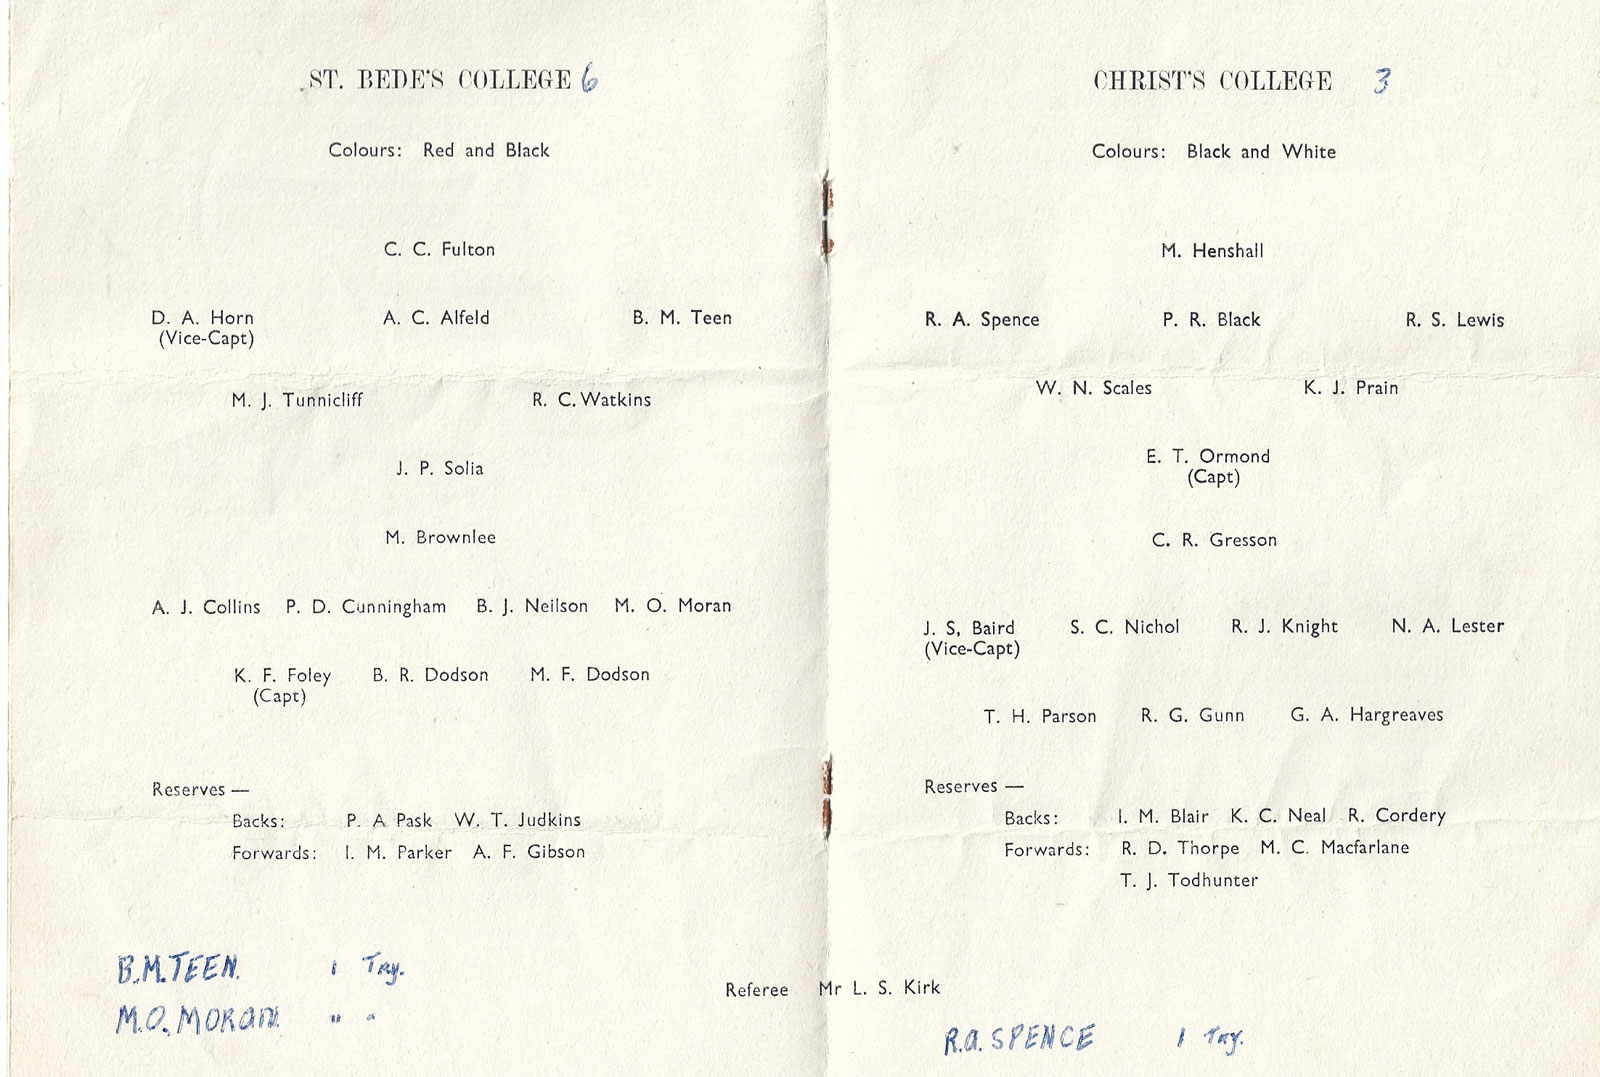 ST. BEDE'S COLLEGE 6
Colours: Red and Black
C. C. Fulton
D. A. Horn A. C. Alfeld B. M. Teen
(Vice-Capt)
M. J. Tunnicliff R. C. Watkins
J. P. Solia
M. Brownlee
A. J. Collins P. D. Cunningham B. J. Neilson M. O. Moran
K. F. Foley B. R. Dodson M. F. Dodson
(Capt)
Reserves —
Backs: P. A Pask W. T. Judkins
Forwards: I. M. Parker A. F. Gibson
B.M.TEEN. 1 Try.
M.O.MORAN. " "
CHRIST'S COLLEGE 3
Colours: Black and White
M. Henshall
R. A. Spence P. R. Black R. S. Lewis
W. N. Scales K. J. Prain
E. T. Ormond
(Capt)
C. R. Gresson
J. S, Baird S. C. Nichol R. J. Knight N. A. Lester
(Vice-Capt)
T. H. Parson R. G. Gunn G. A. Hargreaves
Reserves —
Backs: I. M. Blair K. C. Neal R. Cordery
Forwards: R. D. Thorpe M. C. Macfarlane
T. J. Todhunter
Referee Mr L. S. Kirk
R.A.SPENCE 1 Try.